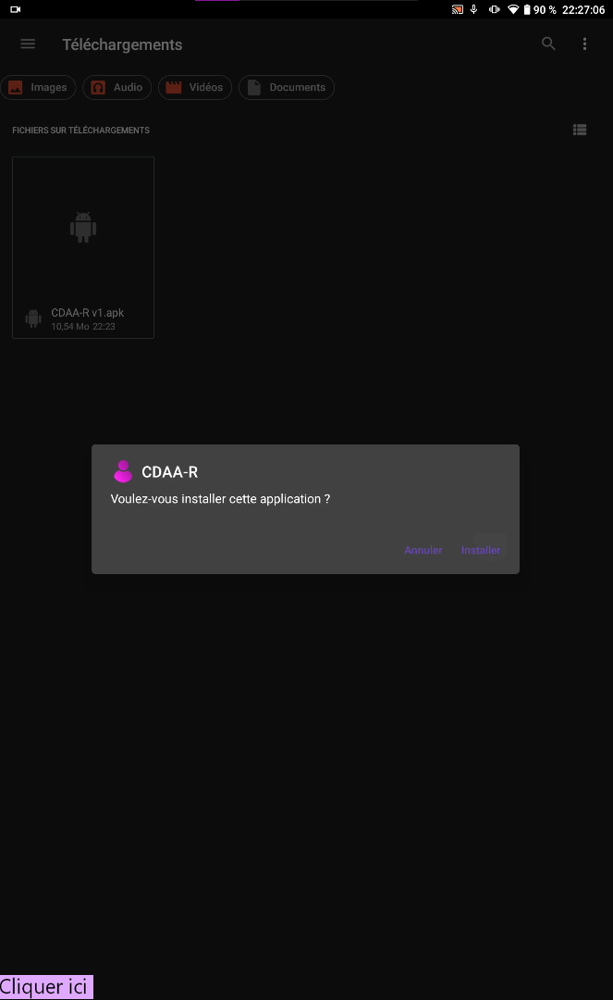 90 % 22:27:06
Téléchargements
Images Audio Vidéos Documents
FICHIERS SUR TÉLÉCHARGEMENTS
CDAA-R v1.apk
10,54 Mo 22:23
CDAA-R
Voulez-vous installer cette application ?
Annuler Installer
Cliquer ici